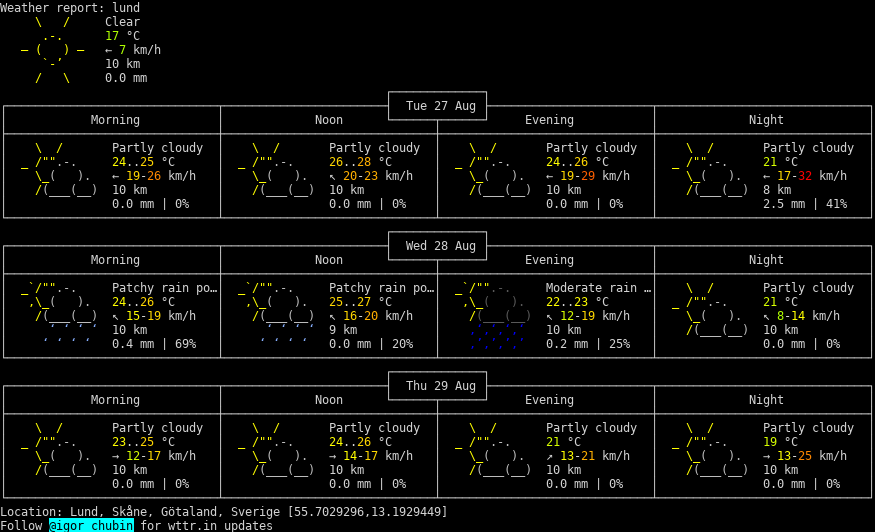 Weather report: lund
Clear
17 °C
← 7 km/h
10 km
0.0 mm
Tue 27 Aug
Morning Noon Evening Night
Partly cloudy Partly cloudy Partly cloudy Partly cloudy
24..25 °C 26..28 °C 24..26 °C 21 °C
← 19-26 km/h ↖ 20-23 km/h ← 19-29 km/h ← 17-32 km/h
10 km 10 km 10 km 8 km
0.0 mm | 0% 0.0 mm | 0% 0.0 mm | 0% 2.5 mm | 41%
Wed 28 Aug
Morning Noon Evening Night
Patchy rain po… Patchy rain po… Moderate rain … Partly cloudy
24..26 °C 25..27 °C 22..23 °C 21 °C
↖ 15-19 km/h ↖ 16-20 km/h ↖ 12-19 km/h ↖ 8-14 km/h
10 km 9 km 10 km 10 km
0.4 mm | 69% 0.0 mm | 20% 0.2 mm | 25% 0.0 mm | 0%
Thu 29 Aug
Morning Noon Evening Night
Partly cloudy Partly cloudy Partly cloudy Partly cloudy
23..25 °C 24..26 °C 21 °C 19 °C
→ 12-17 km/h → 14-17 km/h ↗ 13-21 km/h → 13-25 km/h
10 km 10 km 10 km 10 km
0.0 mm | 0% 0.0 mm | 0% 0.0 mm | 0% 0.0 mm | 0%
Location: Lund, Skåne, Götaland, Sverige [55.7029296,13.1929449]
Follow @igor_chubin for wttr.in updates